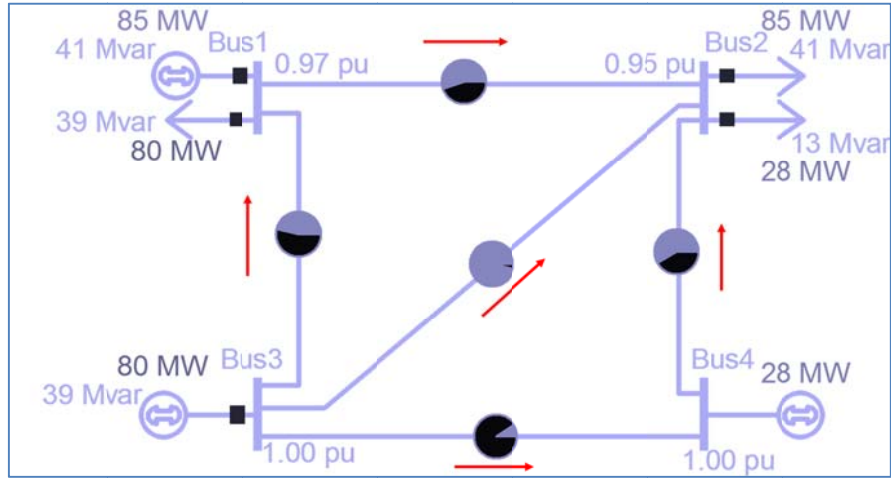 85 MW
41 Mvar
Bus1
0.97 pu
39 Mvar
80 MW
85 MW
Bus2
41 Mvar
0.95 pu
13 Mvar
28 MW
80 MW
Bus3
39 Mvar
1.00 pu
Bus4
28 MW
1.00 pu